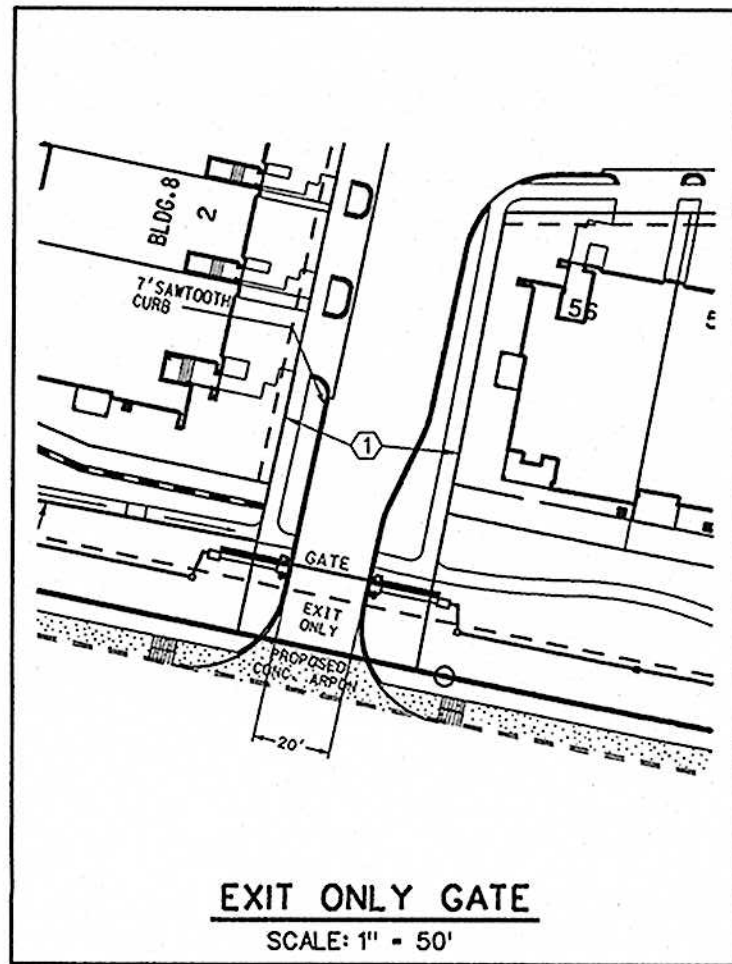 BLDG.8
2
7'SAWTOOTH
CURB
56
5
1
GATE
EXIT
ONLY
PROPOSED
CONC. ARPON
20'
EXIT ONLY GATE
SCALE: 1" = 50'